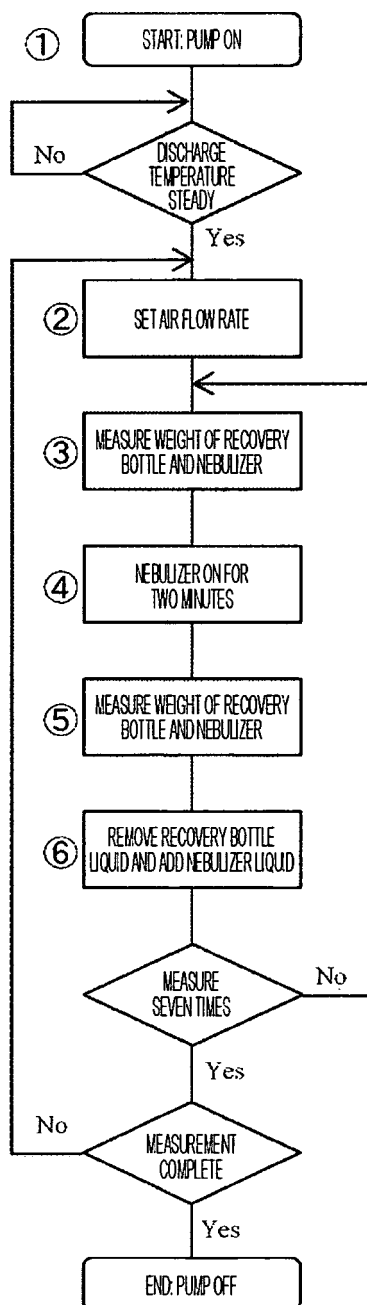 ① START: PUMP ON
No
DISCHARGE
TEMPERATURE
STEADY
Yes
② SET AIR FLOW RATE
③ MEASURE WEIGHT OF RECOVERY
BOTTLE AND NEBULIZER
④ NEBULIZER ON FOR
TWO MINUTES
⑤ MEASURE WEIGHT OF RECOVERY
BOTTLE AND NEBULIZER
⑥ REMOVE RECOVERY BOTTLE
LIQUID AND ADD NEBULIZER LIQUID
MEASURE
SEVEN TIMES
No
Yes
No
MEASUREMENT
COMPLETE
Yes
END: PUMP OFF